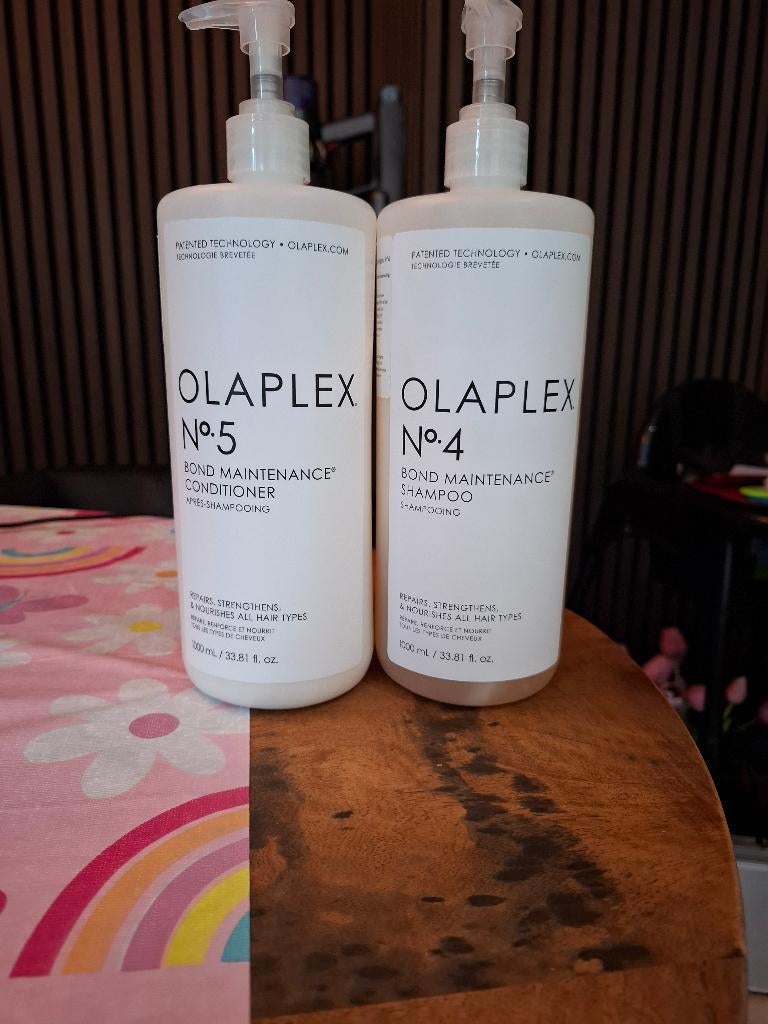 PATENTED TECHNOLOGY • OLAPLEX.COM
TECHNOLOGIE BREVETÉE
OLAPLEX.
Nº.5
BOND MAINTENANCE®
CONDITIONER
APRÈS-SHAMPOOING
REPAIRS, STRENGTHENS,
& NOURISHES ALL HAIR TYPES
RÉPARE, RENFORCE ET NOURRIT
TOUS LES TYPES DE CHEVEUX
1000 mL / 33.81 fl. oz.
PATENTED TECHNOLOGY • OLAPLEX.COM
TECHNOLOGIE BREVETÉE
OLAPLEX.
Nº.4
BOND MAINTENANCE®
SHAMPOO
SHAMPOOING
REPAIRS, STRENGTHENS,
& NOURISHES ALL HAIR TYPES
RÉPARE, RENFORCE ET NOURRIT
TOUS LES TYPES DE CHEVEUX
1000 mL / 33.81 fl. oz.